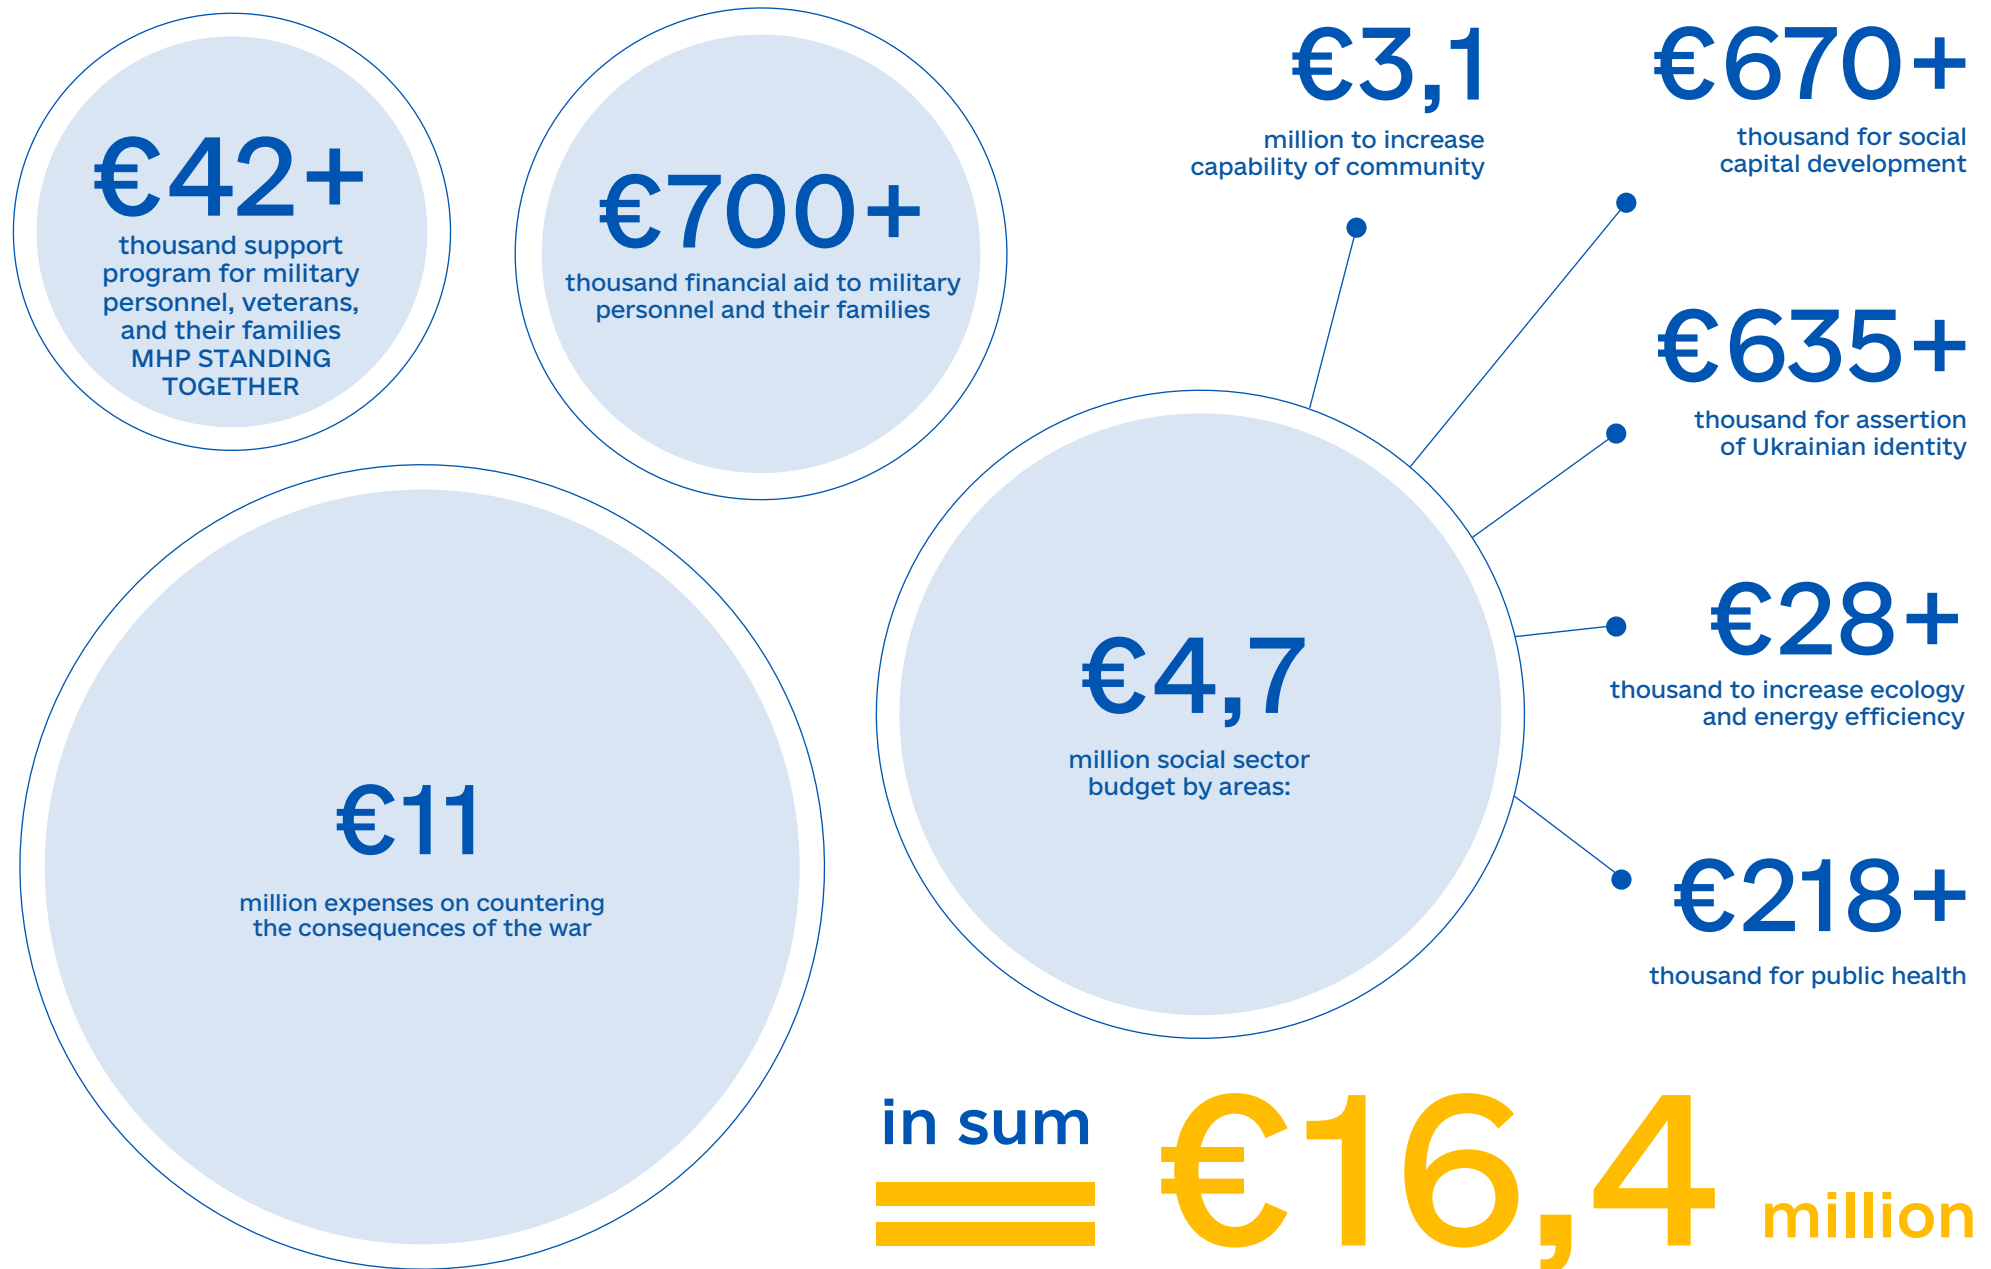 €42+
thousand support
program for military
personnel, veterans,
and their families
MHP STANDING
TOGETHER
€700+
thousand financial aid to military
personnel and their families
€3,1
million to increase
capability of community
€670+
thousand for social
capital development
€635+
thousand for assertion
of Ukrainian identity
€28+
thousand to increase ecology
and energy efficiency
€218+
thousand for public health
€4,7
million social sector
budget by areas:
€11
million expenses on countering
the consequences of the war
in sum
€16,4 million